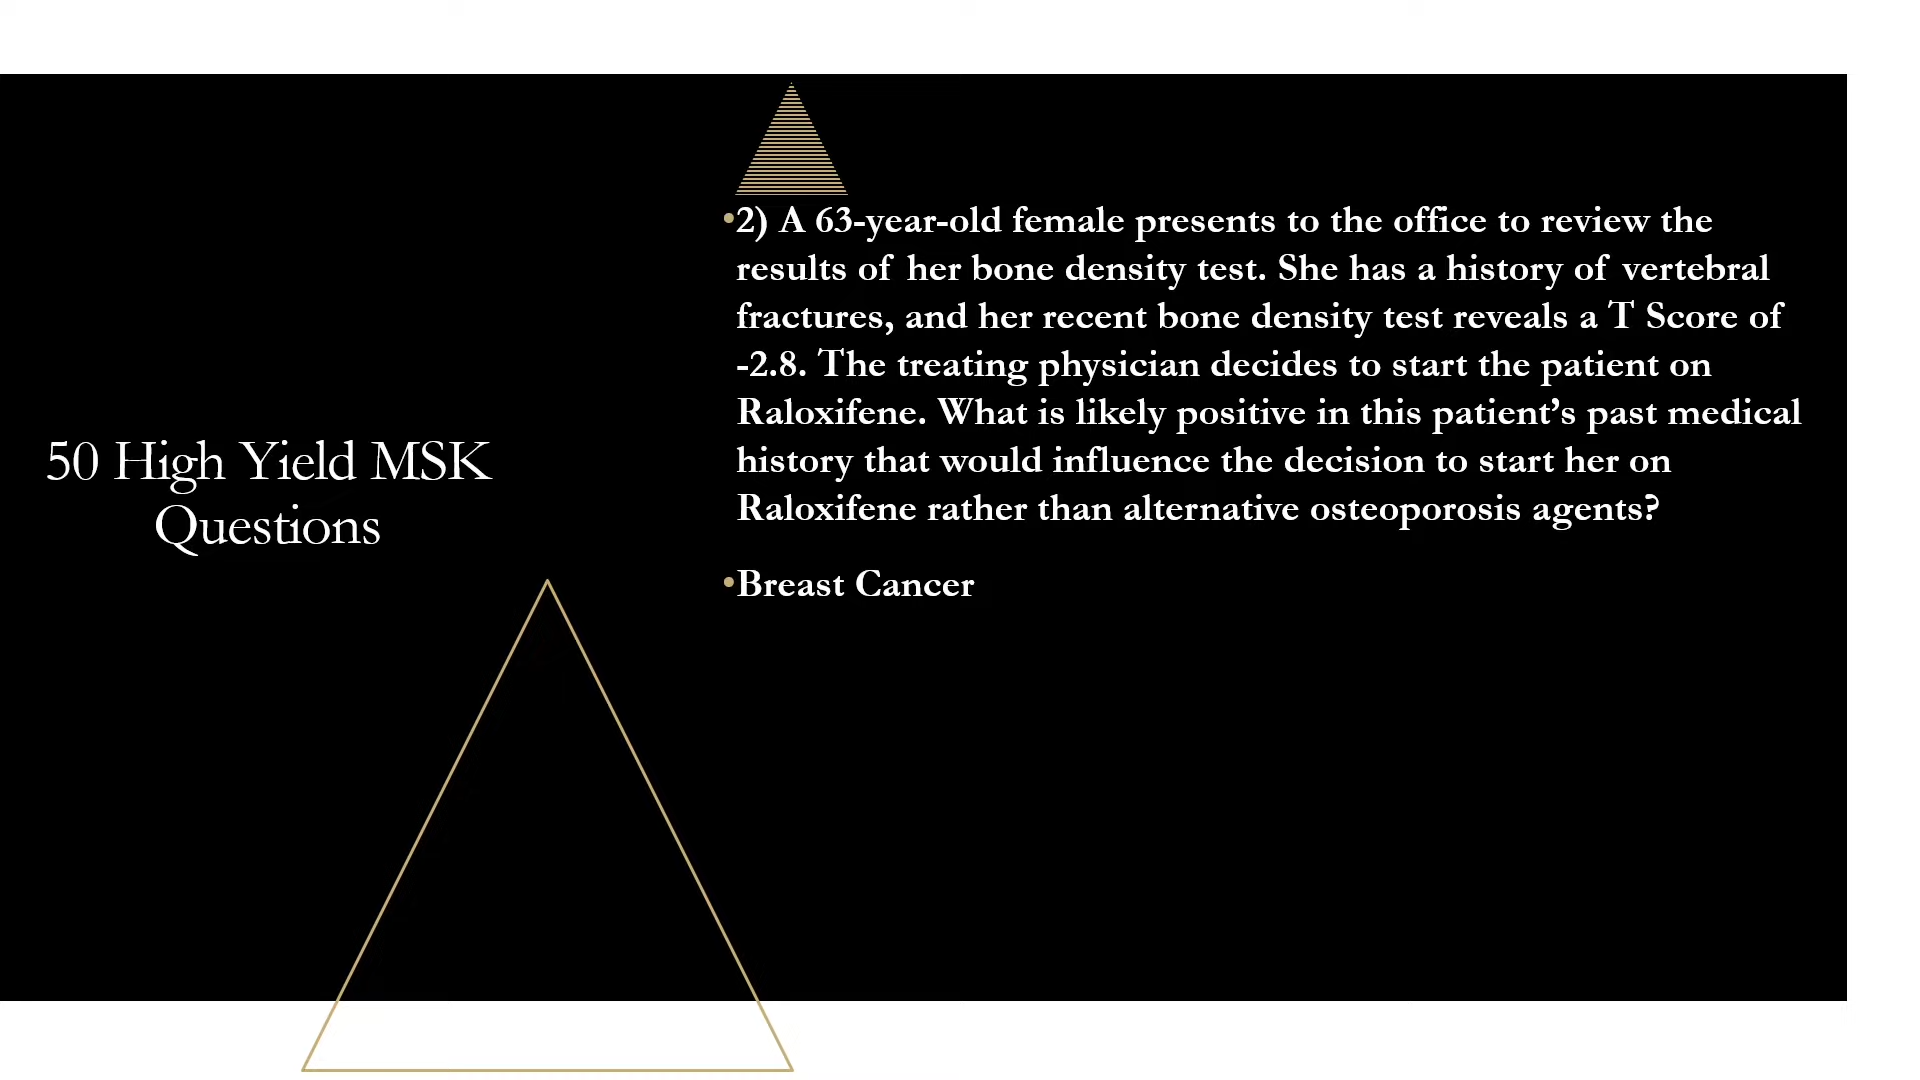 50 High Yield MSK
Questions
•2) A 63-year-old female presents to the office to review the
results of her bone density test. She has a history of vertebral
fractures, and her recent bone density test reveals a T Score of
-2.8. The treating physician decides to start the patient on
Raloxifene. What is likely positive in this patient’s past medical
history that would influence the decision to start her on
Raloxifene rather than alternative osteoporosis agents?
•Breast Cancer